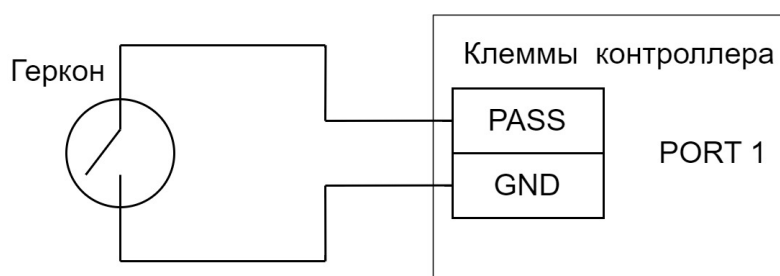 Клеммы контроллера
Геркон
PASS
PORT 1
GND